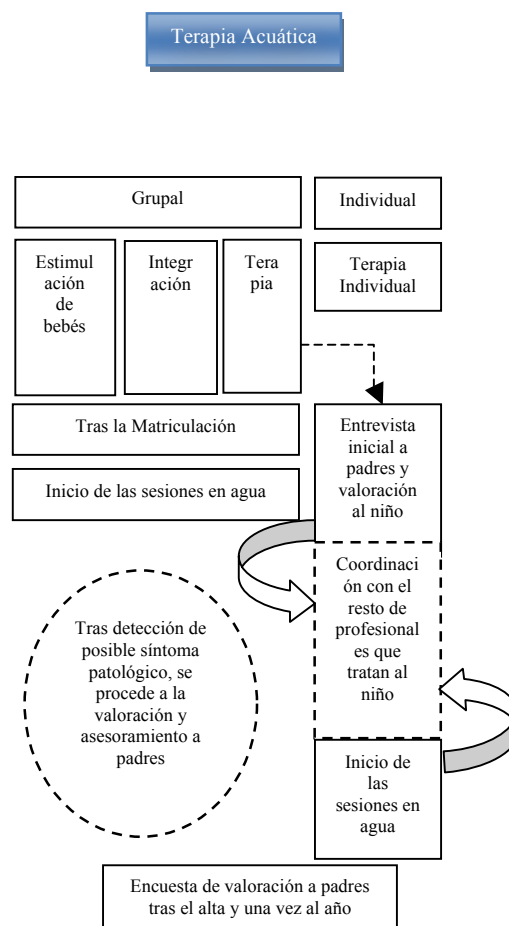 Terapia Acuática
Grupal
Individual
Estimul
ación
de
bebés
Integr
ación
Tera
pia
Terapia
Individual
Tras la Matriculación
Inicio de las sesiones en agua
Entrevista
inicial a
padres y
valoración
al niño
Coordinaci
ón con el
resto de
profesional
es que
tratan al
niño
Tras detección de
posible síntoma
patológico, se
procede a la
valoración y
asesoramiento a
padres
Inicio de
las
sesiones en
agua
Encuesta de valoración a padres
tras el alta y una vez al año